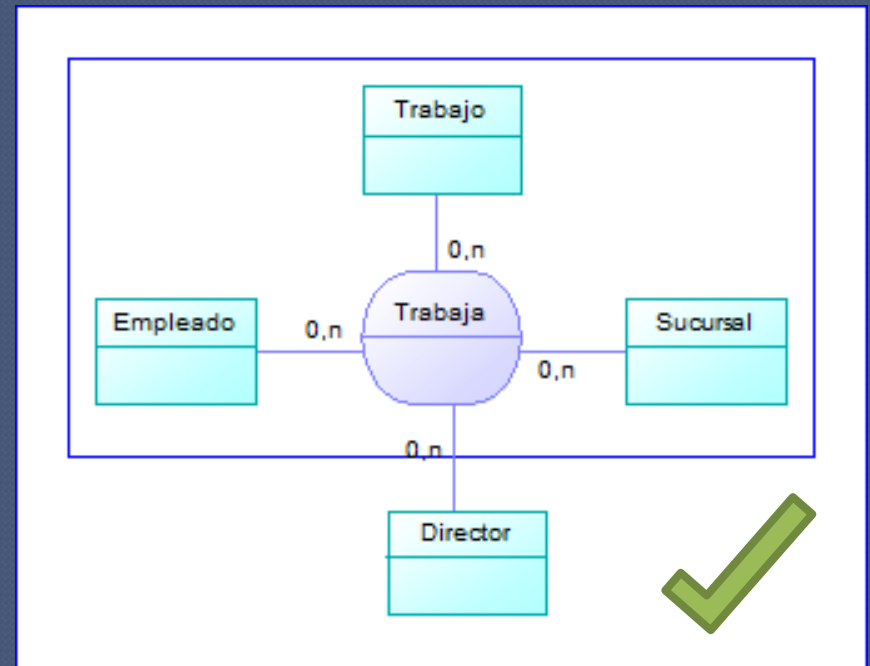 Trabajo
0,n
Empleado
0,n
Trabaja
Sucursal
0,n
0,n
Director